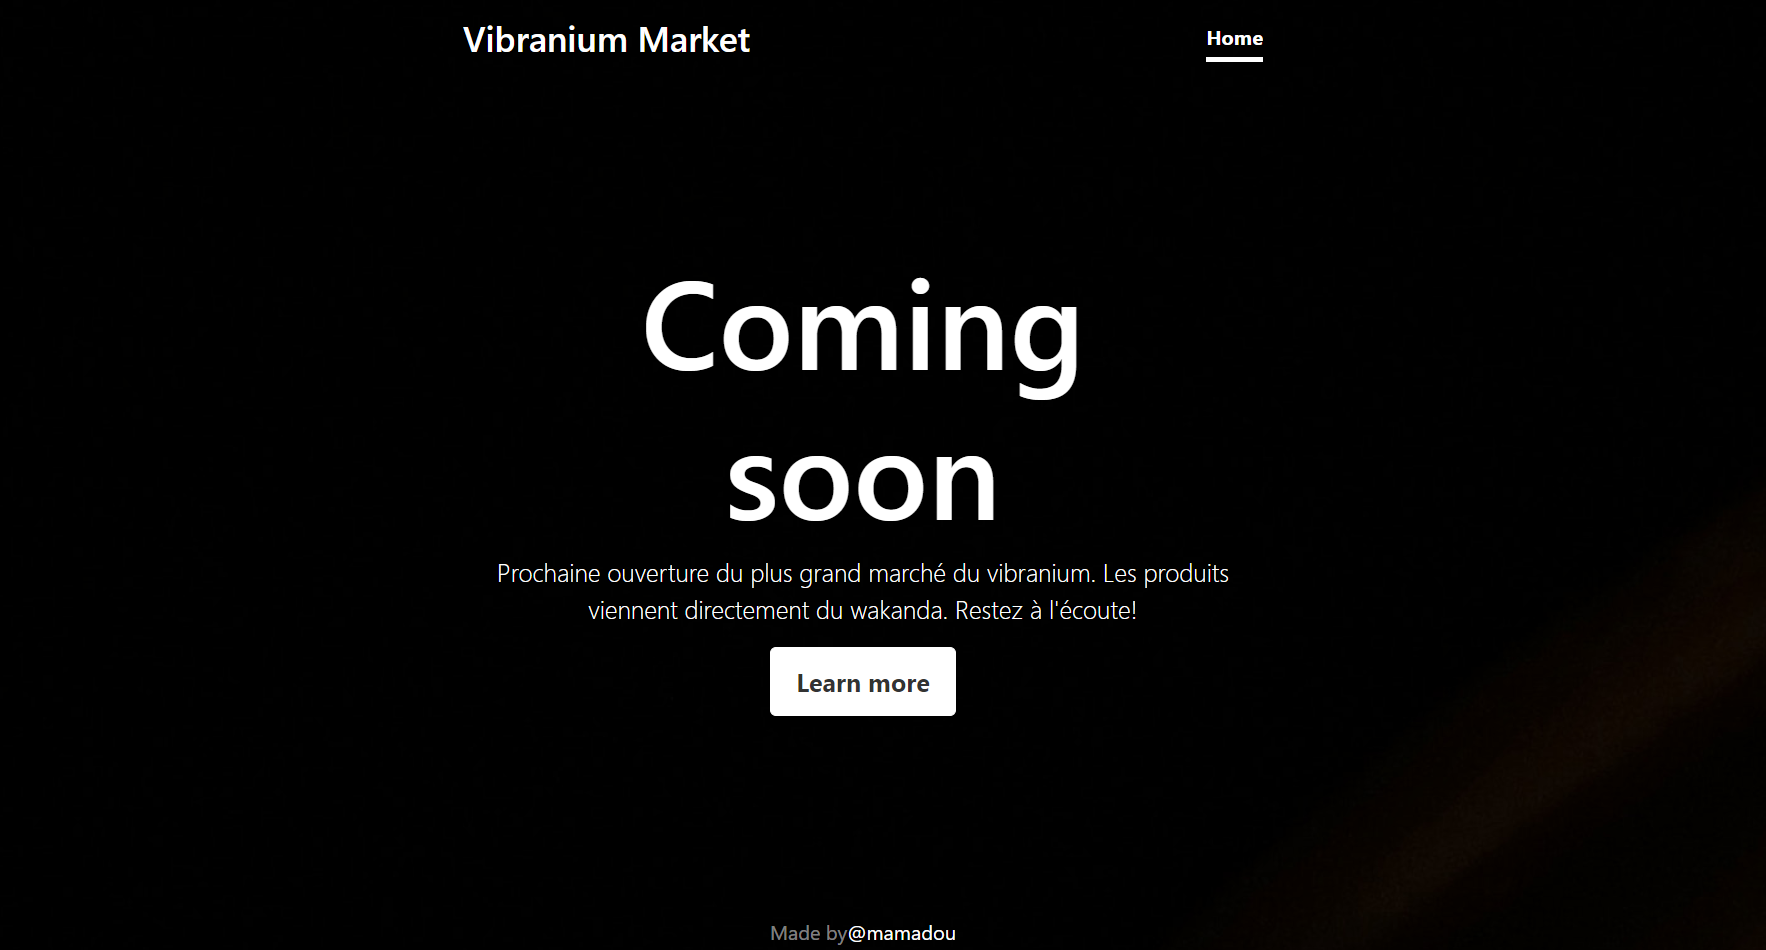 Vibranium Market
Home
Coming
soon
Prochaine ouverture du plus grand marché du vibranium. Les produits
viennent directement du wakanda. Restez à l'écoute!
Learn more
Made by@mamadou